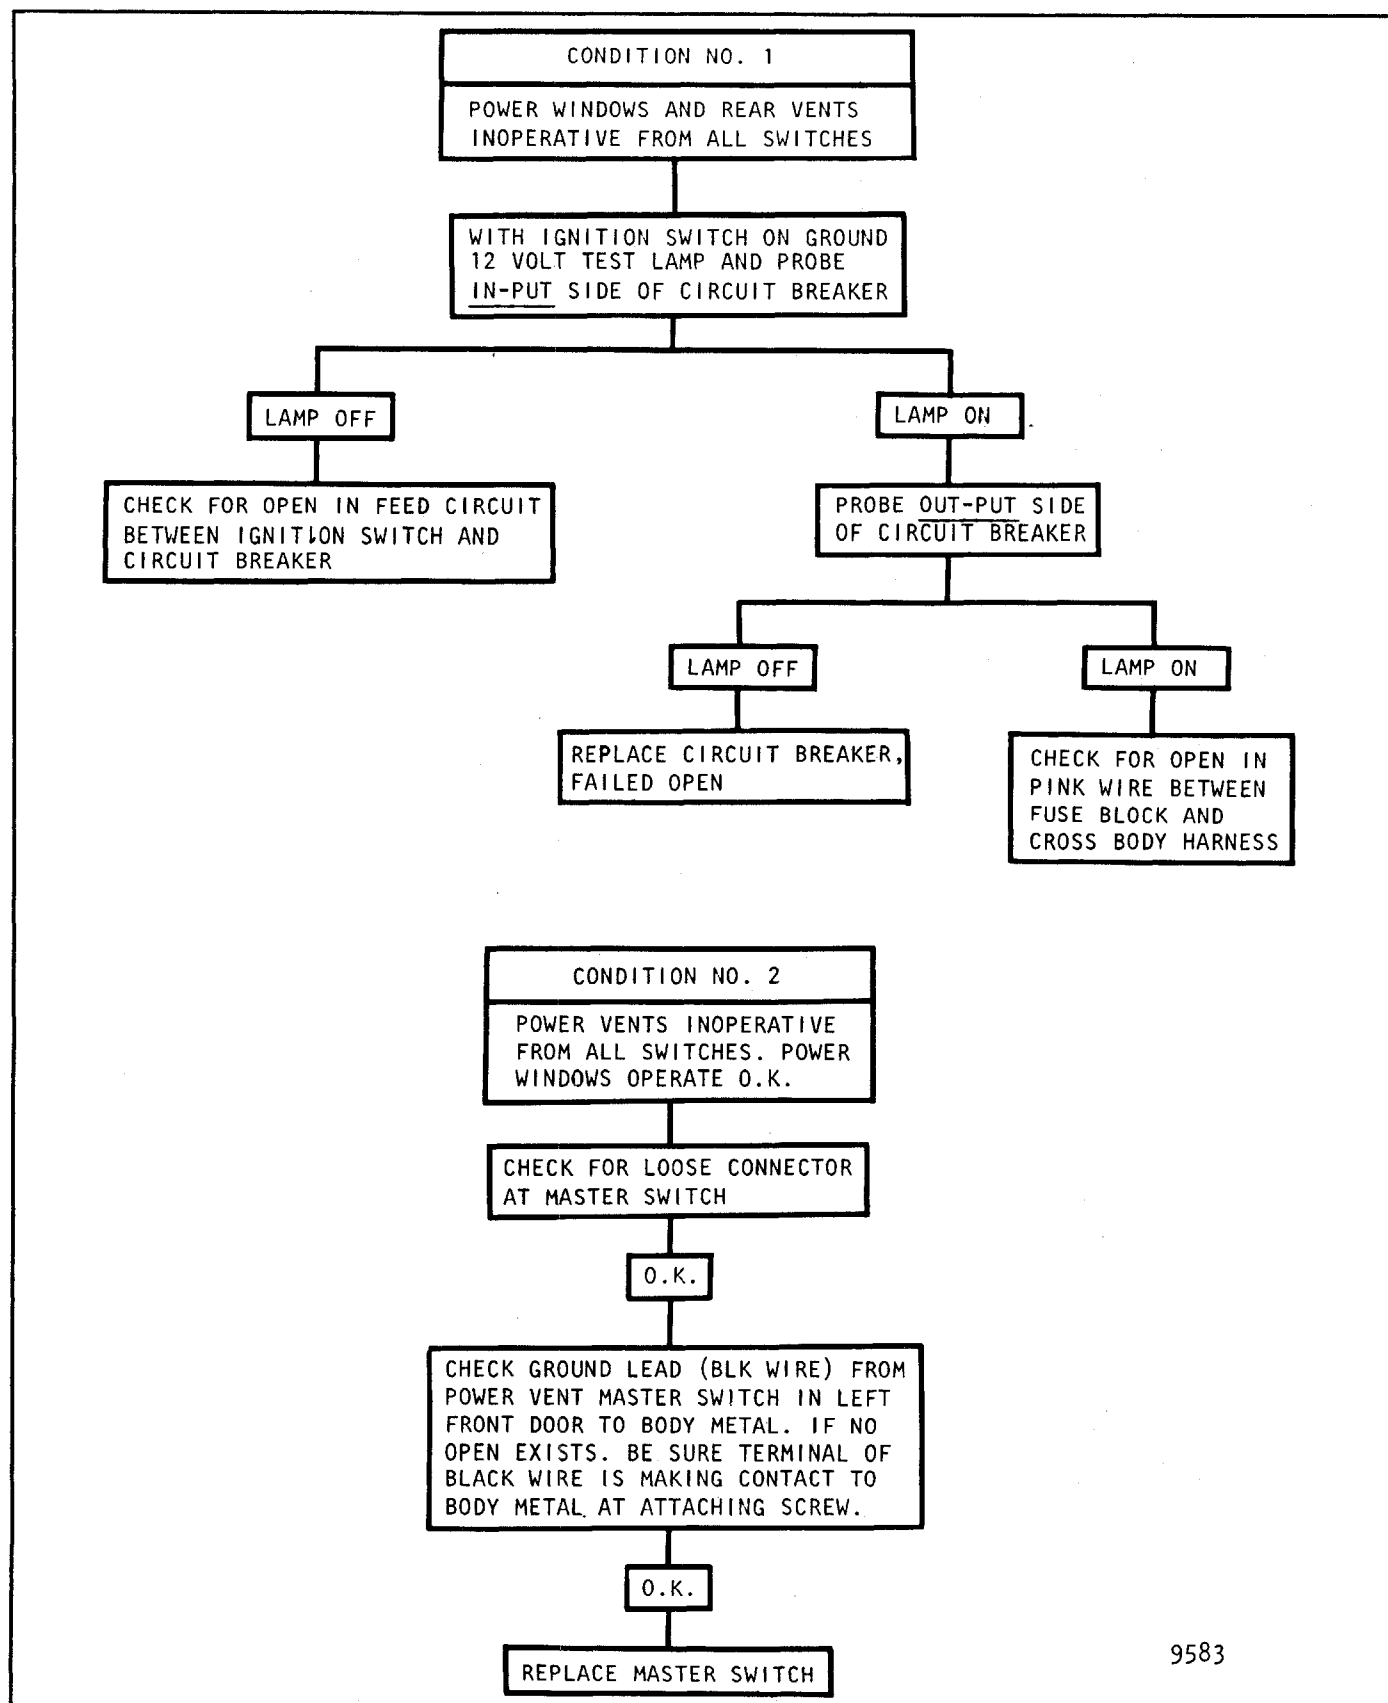 CONDITION NO. 1
POWER WINDOWS AND REAR VENTS
INOPERATIVE FROM ALL SWITCHES
WITH IGNITION SWITCH ON GROUND
12 VOLT TEST LAMP AND PROBE
IN-PUT SIDE OF CIRCUIT BREAKER
LAMP OFF
LAMP ON
CHECK FOR OPEN IN FEED CIRCUIT
BETWEEN IGNITION SWITCH AND
CIRCUIT BREAKER
PROBE OUT-PUT SIDE
OF CIRCUIT BREAKER
LAMP OFF
LAMP ON
REPLACE CIRCUIT BREAKER,
FAILED OPEN
CHECK FOR OPEN IN
PINK WIRE BETWEEN
FUSE BLOCK AND
CROSS BODY HARNESS
CONDITION NO. 2
POWER VENTS INOPERATIVE
FROM ALL SWITCHES. POWER
WINDOWS OPERATE O.K.
CHECK FOR LOOSE CONNECTOR
AT MASTER SWITCH
O.K.
CHECK GROUND LEAD (BLK WIRE) FROM
POWER VENT MASTER SWITCH IN LEFT
FRONT DOOR TO BODY METAL. IF NO
OPEN EXISTS. BE SURE TERMINAL OF
BLACK WIRE IS MAKING CONTACT TO
BODY METAL AT ATTACHING SCREW.
O.K.
REPLACE MASTER SWITCH
9583